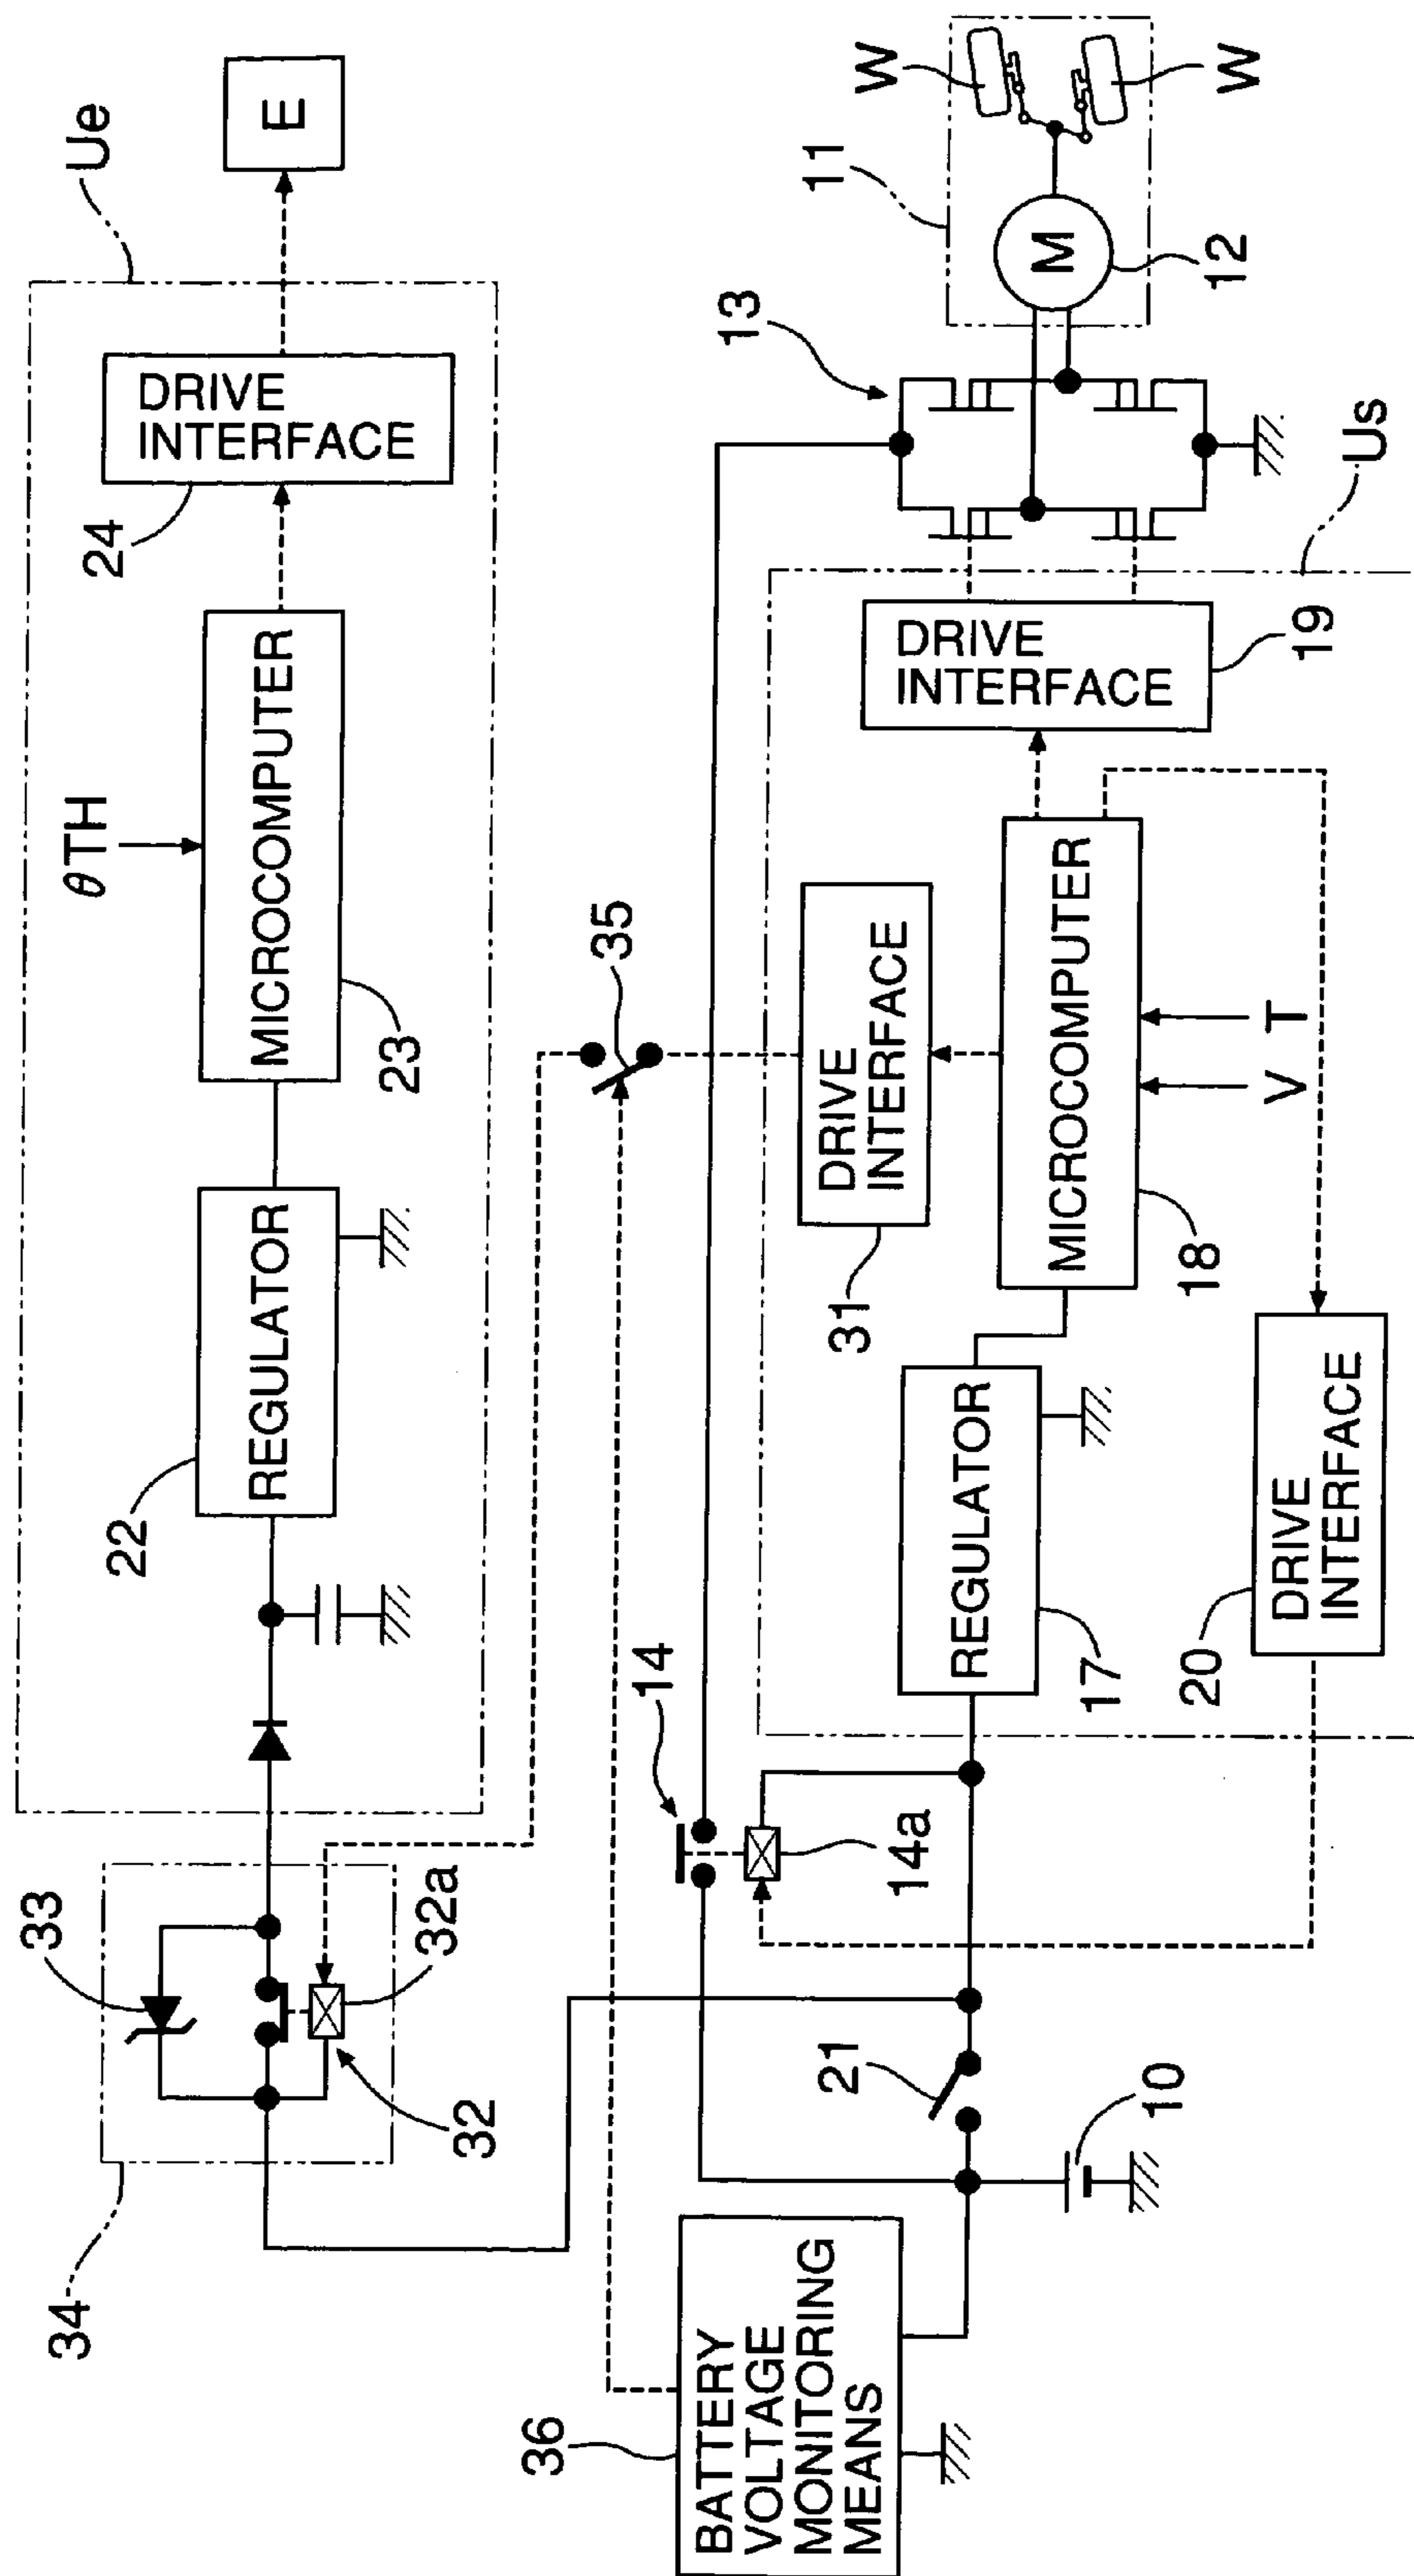 Ue
E
DRIVE
INTERFACE
24
θTH
MICROCOMPUTER
23
REGULATOR
22
33
32a
32
34
35
11
W
W
M
12
13
Us
DRIVE
INTERFACE
19
DRIVE
INTERFACE
31
MICROCOMPUTER
18
V
T
REGULATOR
17
DRIVE
INTERFACE
20
14
14a
21
10
36
BATTERY
VOLTAGE
MONITORING
MEANS